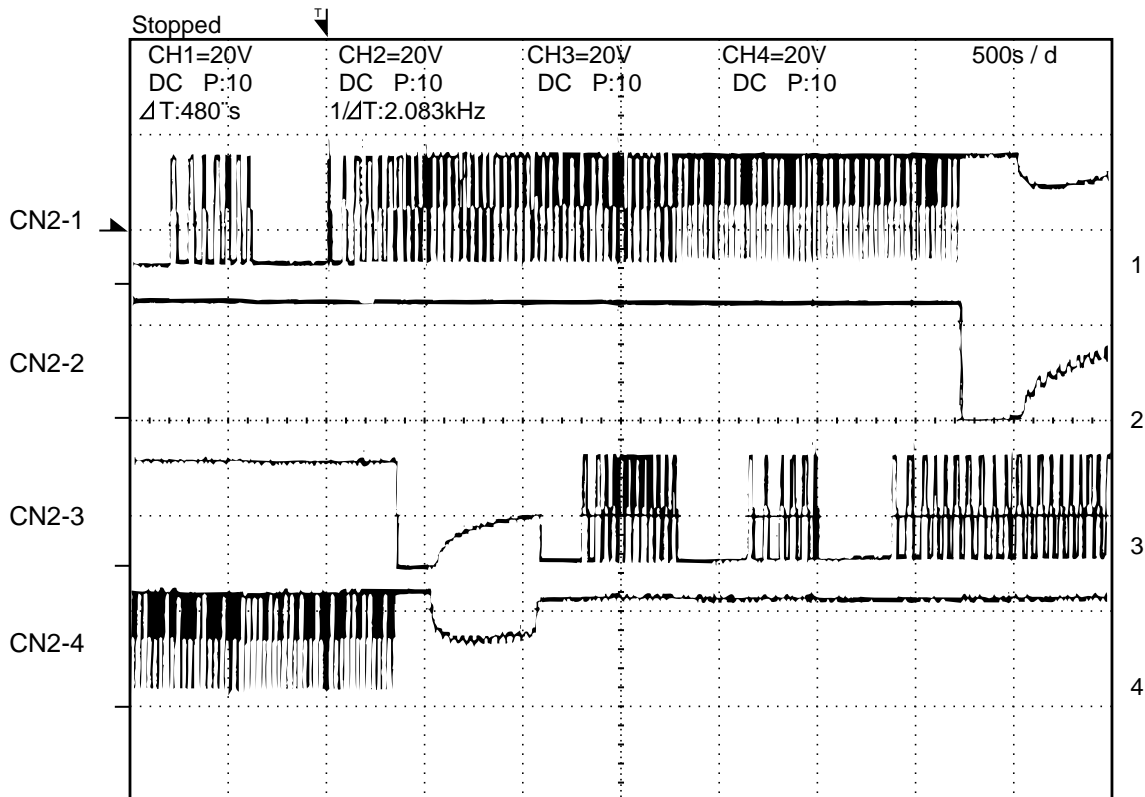 T
Stopped
CH1=20V CH2=20V CH3=20V CH4=20V 500s / d
DC P:10 DC P:10 DC P:10 DC P:10
⊿T:480¨s 1/⊿T:2.083kHz
CN2-1
1
CN2-2
2
CN2-3
3
CN2-4
4